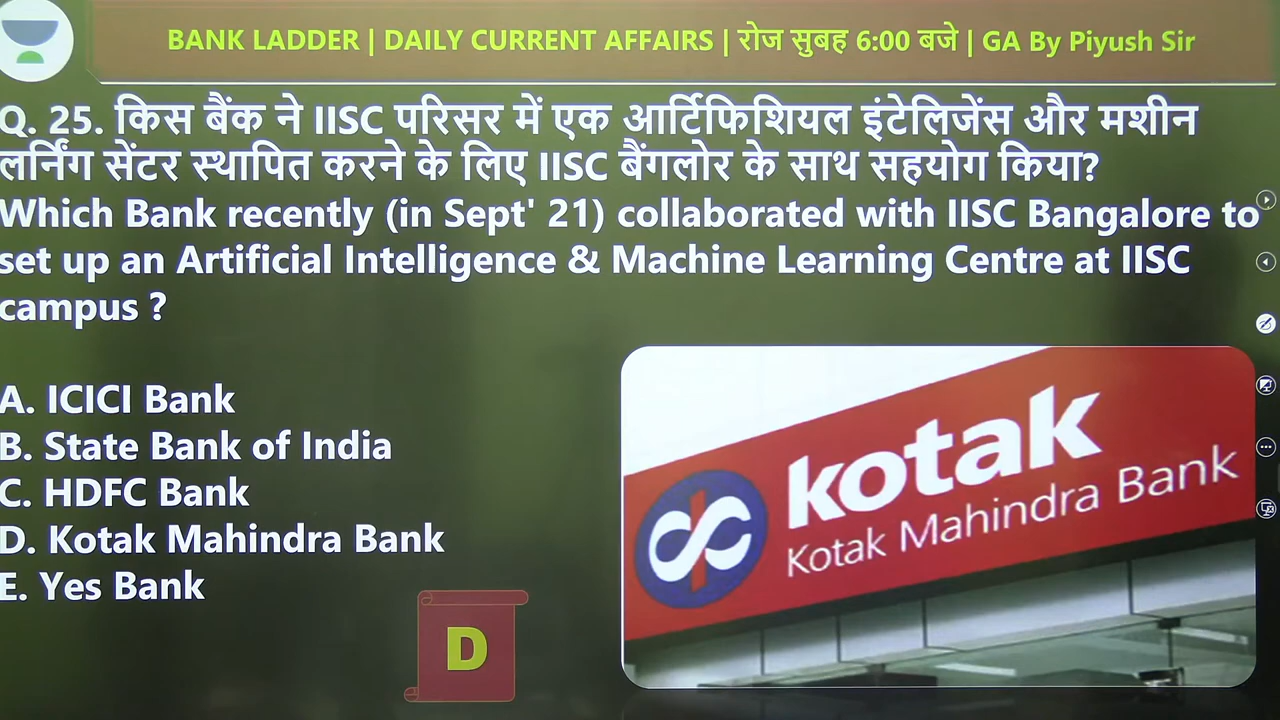 BANK LADDER | DAILY CURRENT AFFAIRS | रोज सुबह 6:00 बजे | GA By Piyush Sir
Q. 25. किस बैंक ने IISC परिसर में एक आर्टिफिशियल इंटेलिजेंस और मशीन
लर्निंग सेंटर स्थापित करने के लिए IISC बैंगलोर के साथ सहयोग किया?
Which Bank recently (in Sept' 21) collaborated with IISC Bangalore to
set up an Artificial Intelligence & Machine Learning Centre at IISC
campus ?
A. ICICI Bank
B. State Bank of India
C. HDFC Bank
D. Kotak Mahindra Bank
E. Yes Bank
D
kotak
Kotak Mahindra Bank